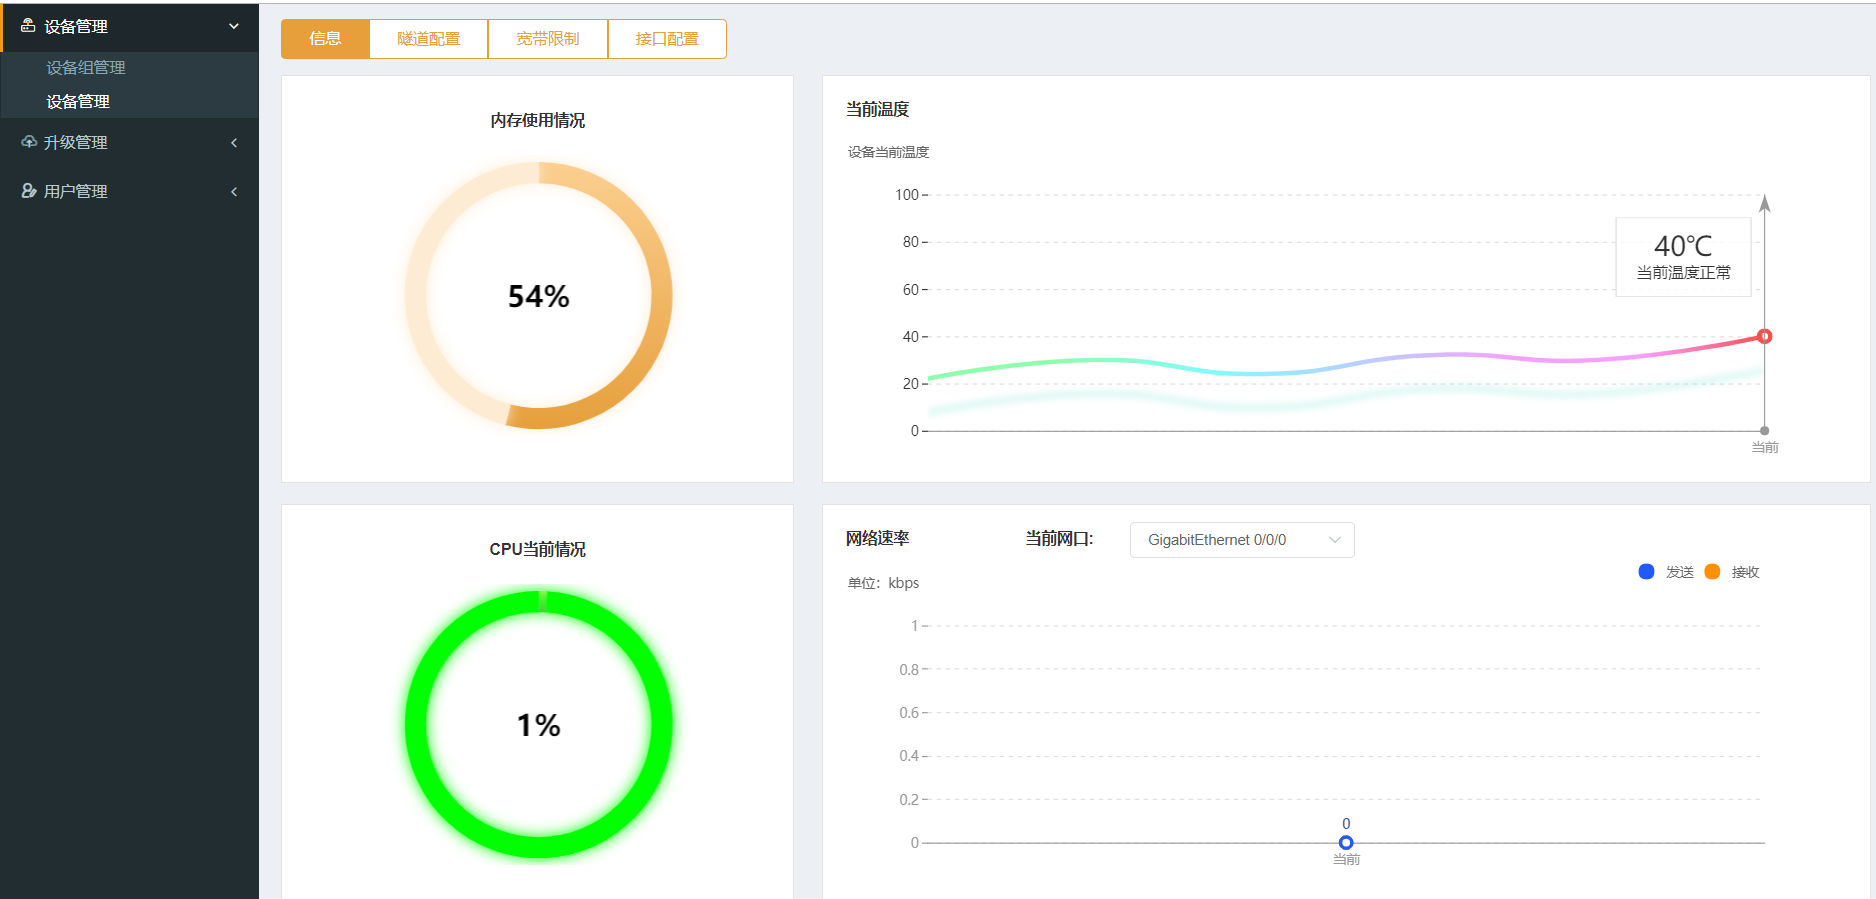 设备管理
设备组管理
设备管理
升级管理
用户管理
信息
隧道配置
宽带限制
接口配置
内存使用情况
54%
当前温度
设备当前温度
100
80
60
40
20
0
40℃
当前温度正常
当前
CPU当前情况
1%
网络速率
当前网口:
GigabitEthernet 0/0/0
单位：kbps
发送
接收
1
0.8
0.6
0.4
0.2
0
0
当前